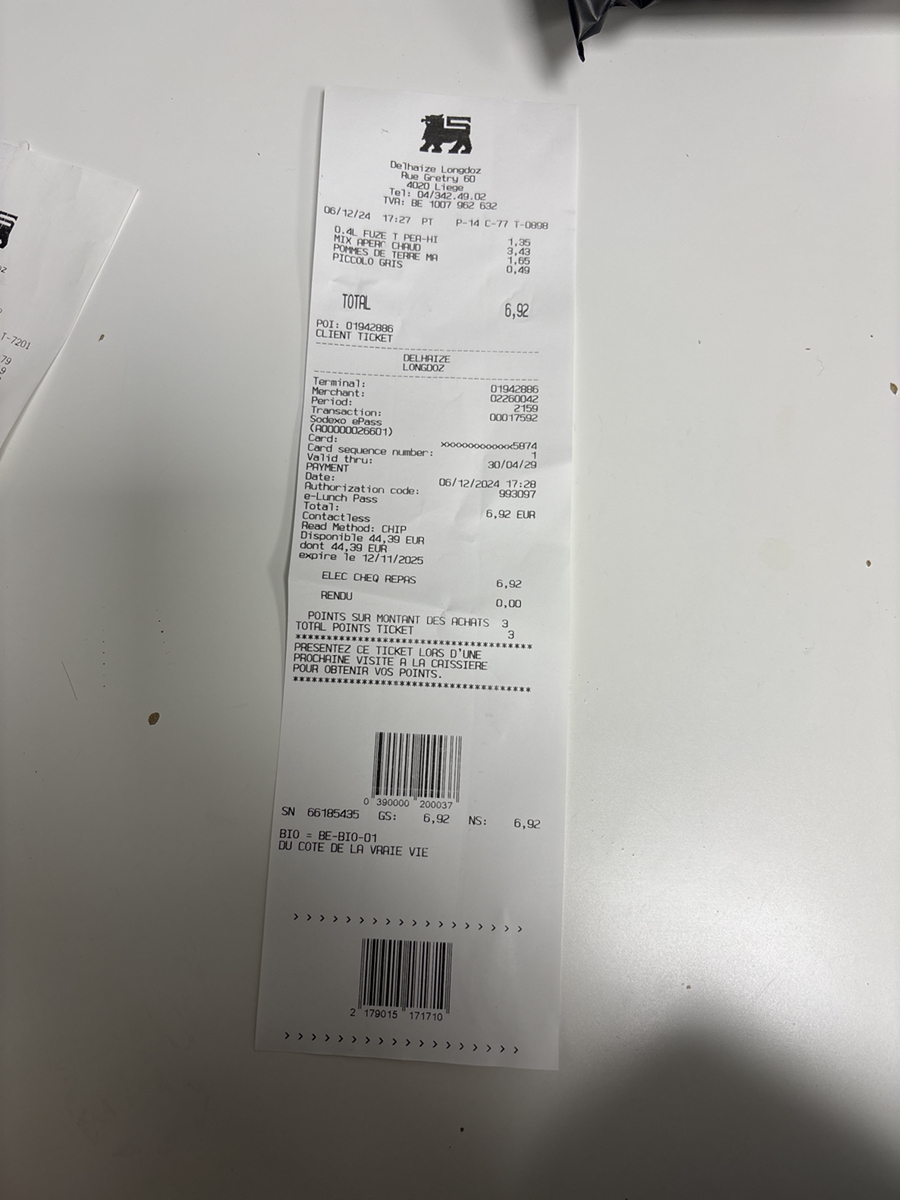 Delhaize Longdoz
Rue Gretry 60
4020 Liege
Tel: 04/342.49.02
TVA: BE 1007 962 632
06/12/24 17:27 PT P-14 C-77 T-0898
0.4L FUZE T PEA-HI 1,35
MIX APERC CHAUD 3,43
POMMES DE TERRE MA 1,65
PICCOLO GRIS 0,49
TOTAL 6,92
POI: 01942886
CLIENT TICKET
DELHAIZE
LONGDOZ
Terminal: 01942886
Merchant: 02260042
Period: 2159
Transaction: 00017592
Sodexo ePass
(A0000026601)
Card: xxxxxxxxxxxx5874
Card sequence number: 1
Valid thru: 30/04/29
PAYMENT
Date: 06/12/2024 17:28
Authorization code: 993097
e-Lunch Pass
Total: 6,92 EUR
Contactless
Read Method: CHIP
Disponible 44,39 EUR
dont 44,39 EUR
expire le 12/11/2025
ELEC CHEQ REPAS 6,92
RENDU 0,00
POINTS SUR MONTANT DES ACHATS 3
TOTAL POINTS TICKET 3
****************************************
PRESENTEZ CE TICKET LORS D'UNE
PROCHAINE VISITE A LA CAISSIERE
POUR OBTENIR VOS POINTS.
****************************************
0 390000 200037
SN 66185435 GS: 6,92 NS: 6,92
BIO = BE-BIO-01
DU COTE DE LA VRAIE VIE
> > > > > > > > > > > > > > > > > >
2 179015 171710
> > > > > > > > > > > > > > > > > >
T-7201
79